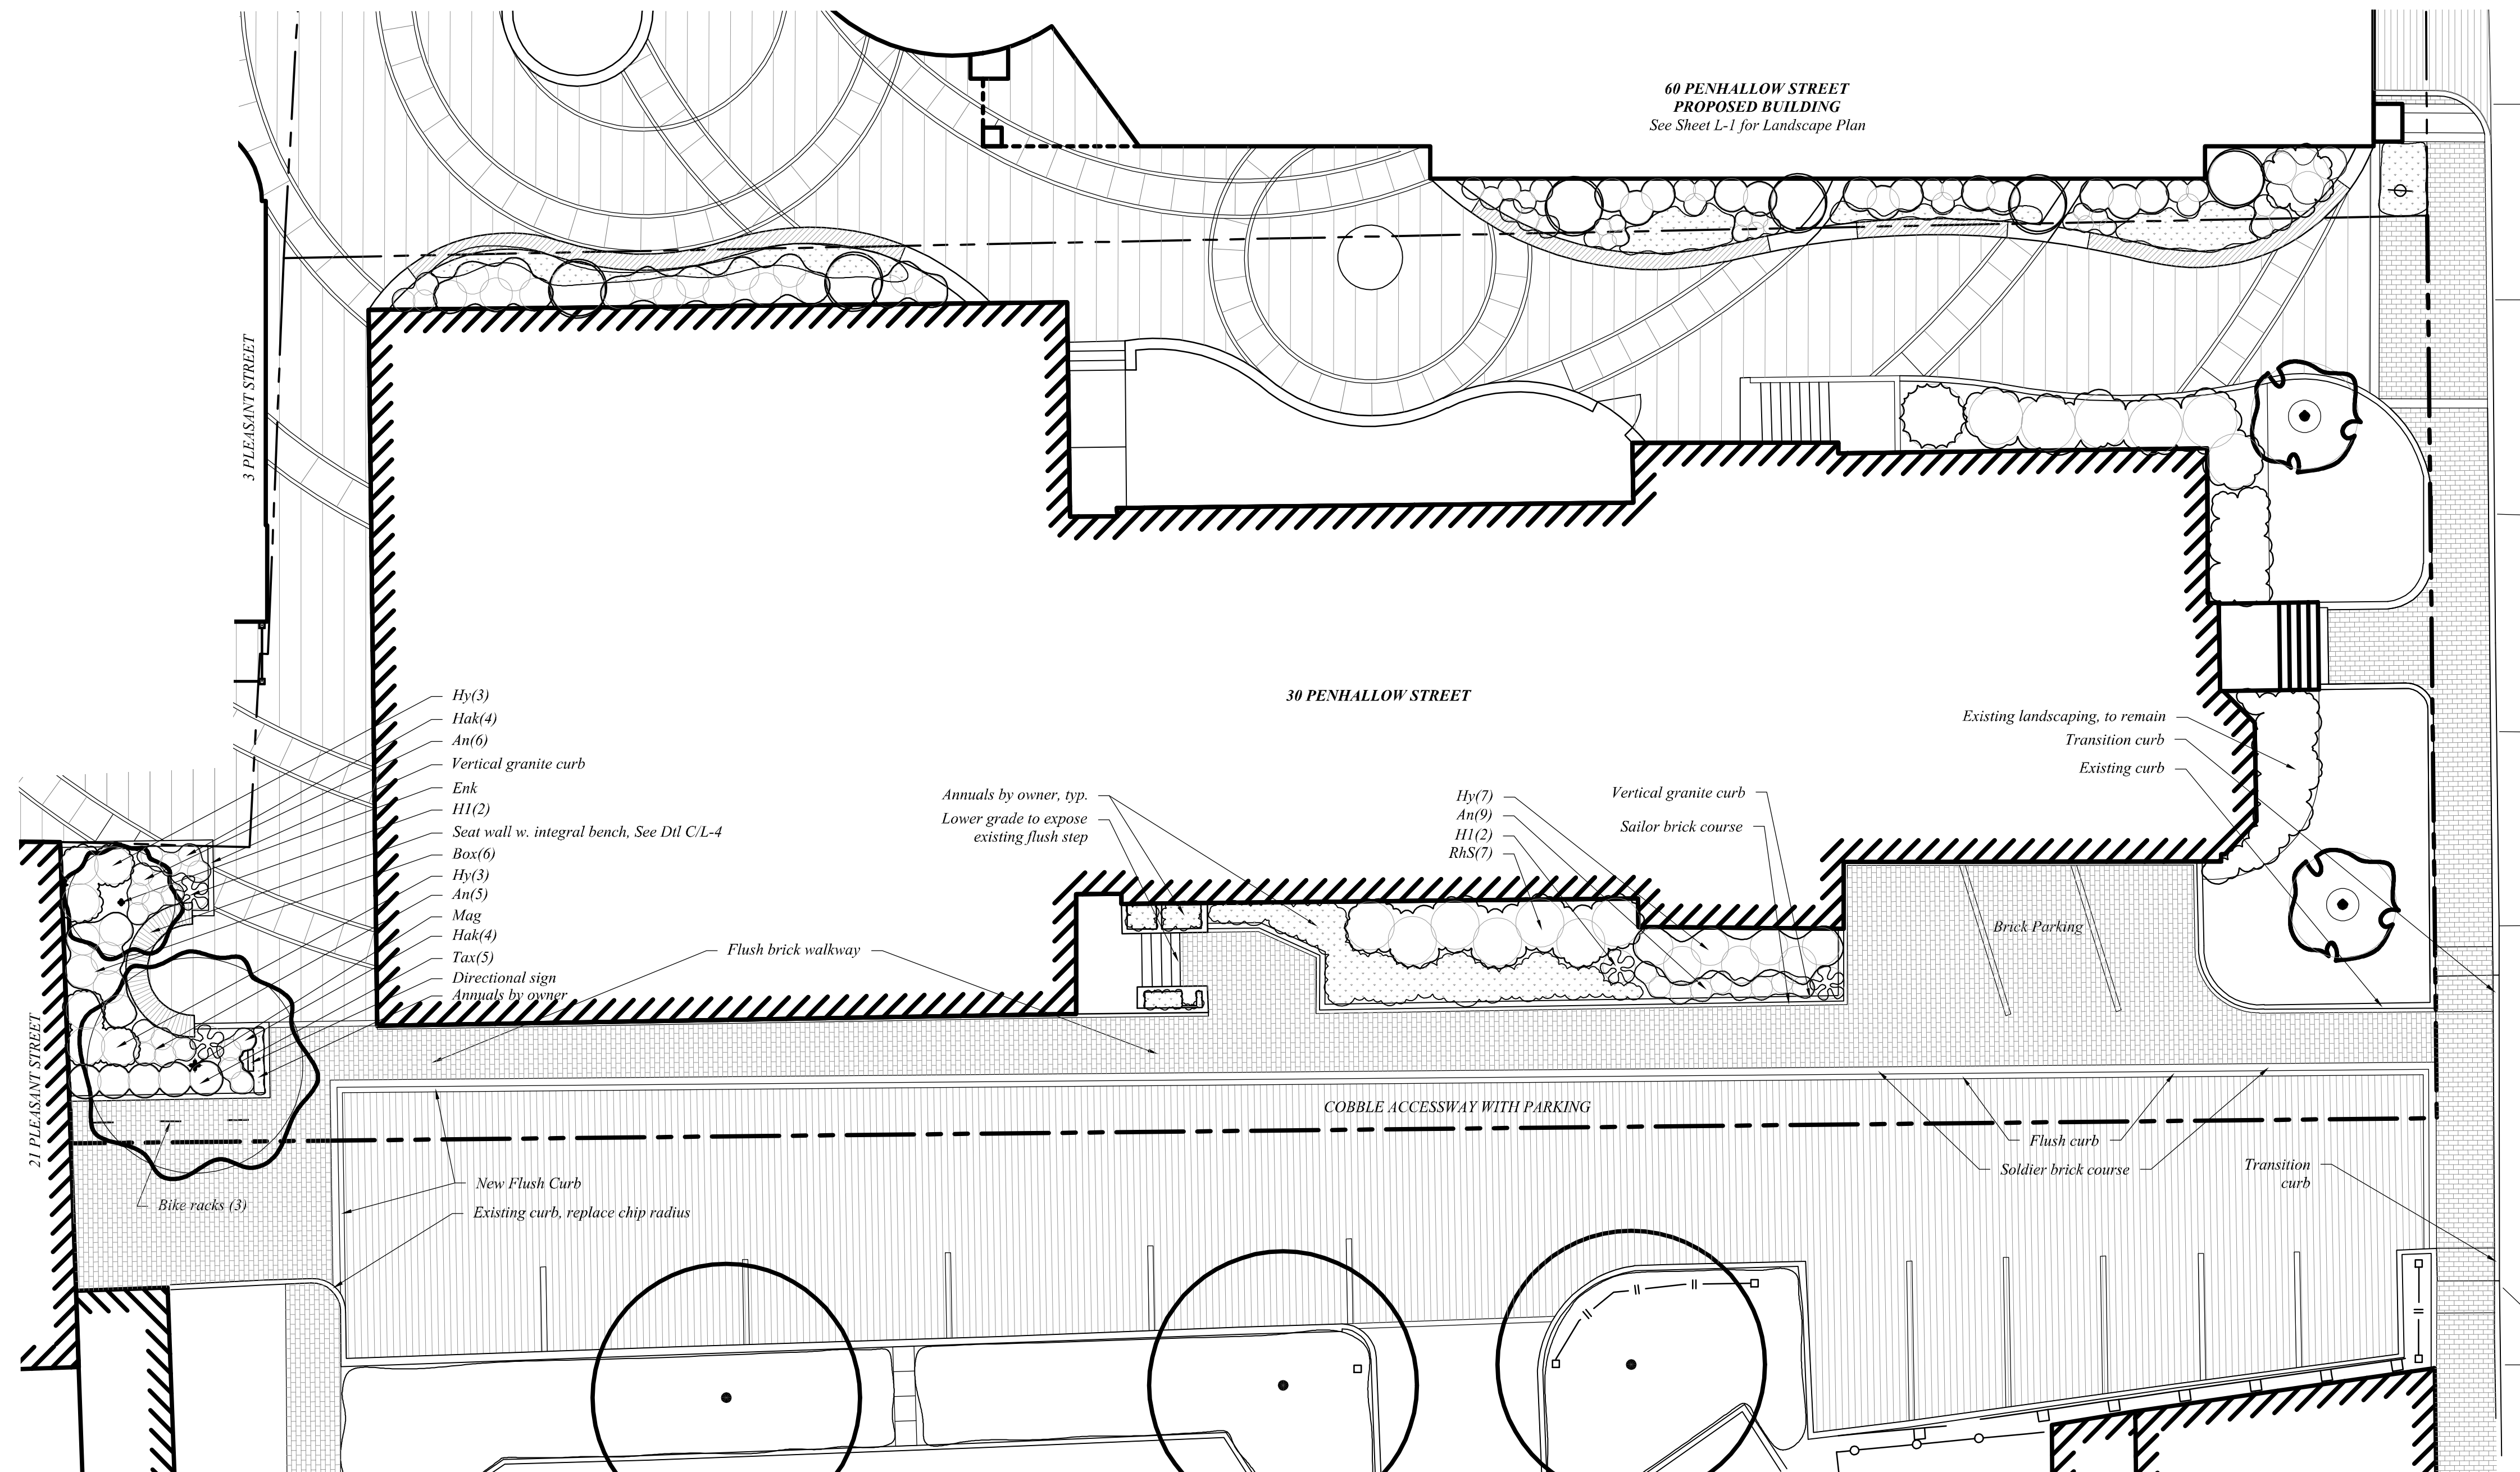 60 PENHALLOW STREET
PROPOSED BUILDING
See Sheet L-1 for Landscape Plan
3 PLEASANT STREET
30 PENHALLOW STREET
Hy(3)
Hak(4)
An(6)
Vertical granite curb
Enk
H1(2)
Seat wall w. integral bench, See Dtl C/L-4
Box(6)
Hy(3)
An(5)
Mag
Hak(4)
Tax(5)
Directional sign
Annuals by owner
Flush brick walkway
Annuals by owner, typ.
Lower grade to expose
existing flush step
Hy(7)
An(9)
H1(2)
RhS(7)
Vertical granite curb
Sailor brick course
Existing landscaping, to remain
Transition curb
Existing curb
Brick Parking
21 PLEASANT STREET
COBBLE ACCESSWAY WITH PARKING
Flush curb
Soldier brick course
Transition
curb
New Flush Curb
Existing curb, replace chip radius
Bike racks (3)